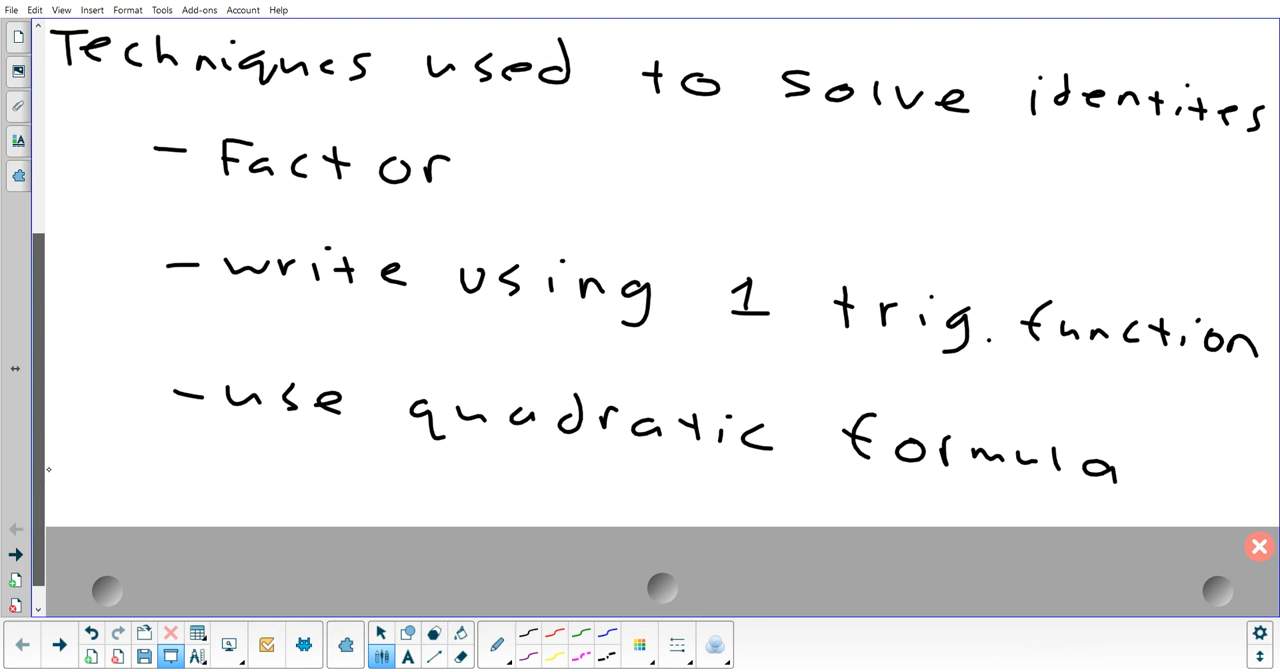 File Edit View Insert Format Tools Add-ons Account Help
Techniques used to solve identites
- Factor
- write using 1 trig. function
- use quadratic formula